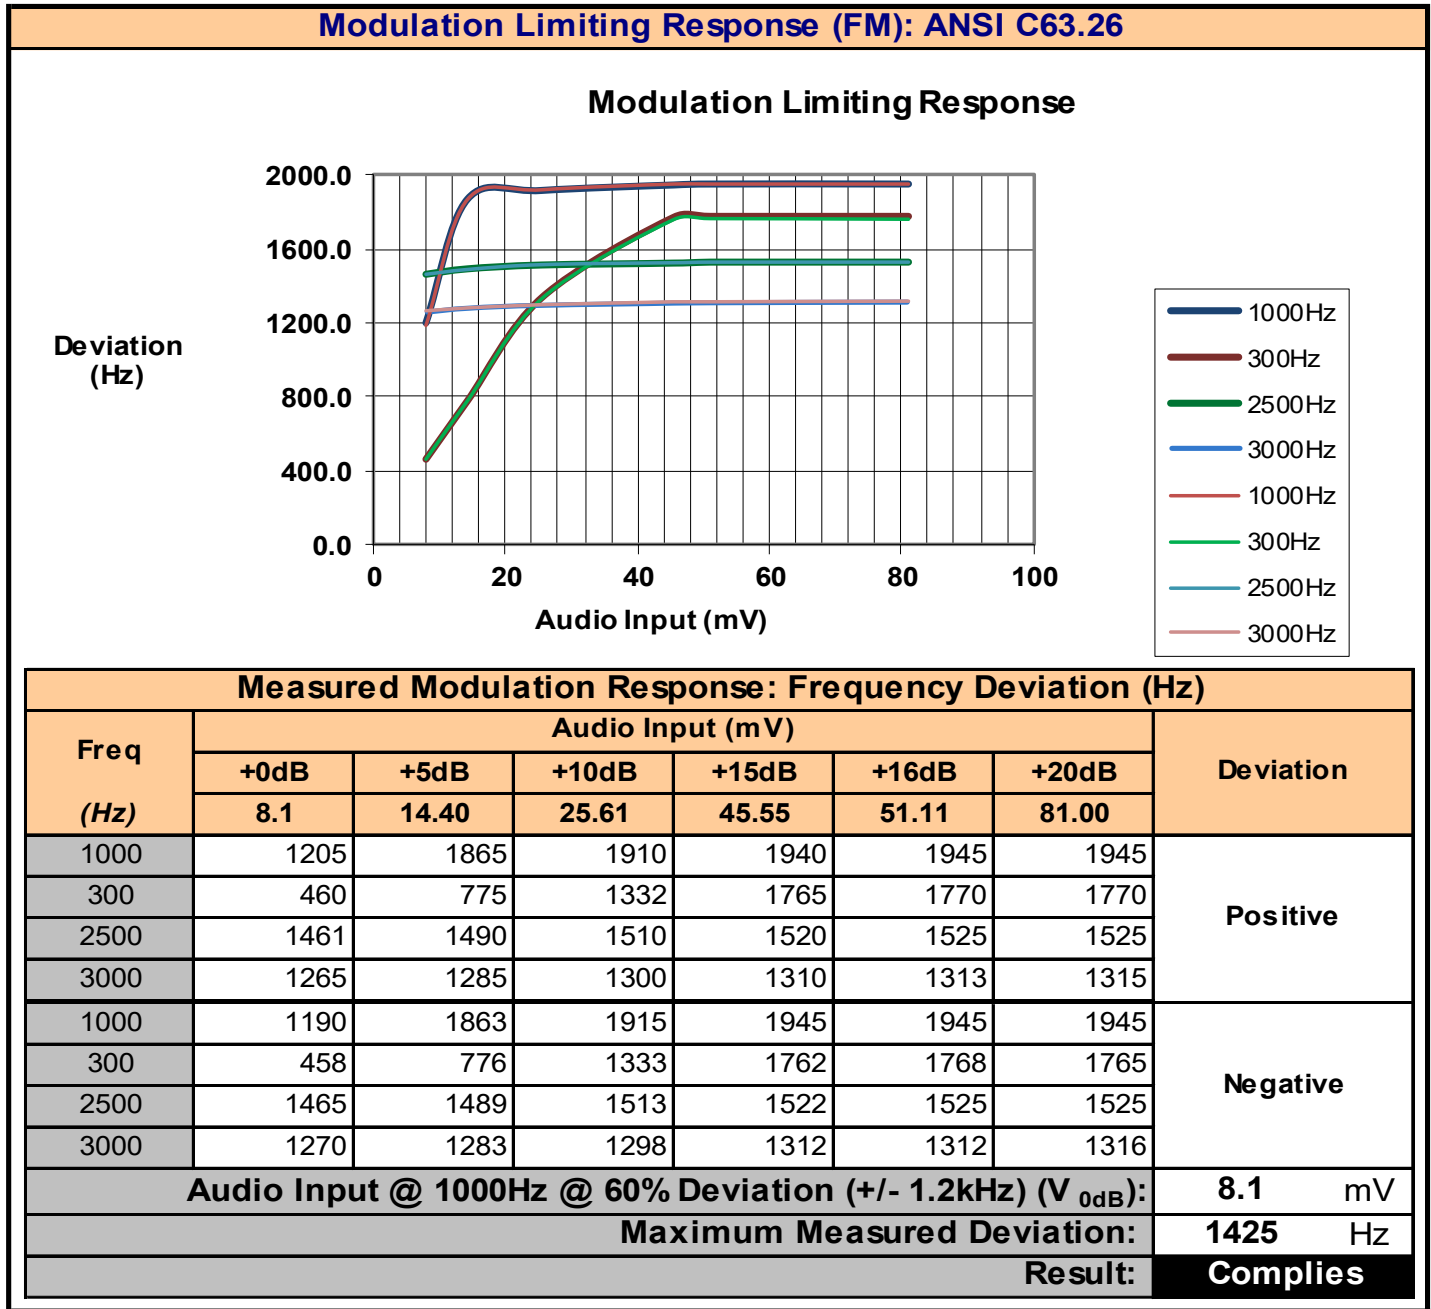 Modulation Limiting Response (FM): ANSI C63.26
Modulation Limiting Response
Deviation
(Hz)
2000.0
1600.0
1200.0
800.0
400.0
0.0
0 20 40 60 80 100
Audio Input (mV)
1000Hz
300Hz
2500Hz
3000Hz
1000Hz
300Hz
2500Hz
3000Hz
Measured Modulation Response: Frequency Deviation (Hz)
Freq
(Hz)
Audio Input (mV)
Deviation
+0dB +5dB +10dB +15dB +16dB +20dB
8.1 14.40 25.61 45.55 51.11 81.00
1000 1205 1865 1910 1940 1945 1945
300 460 775 1332 1765 1770 1770
2500 1461 1490 1510 1520 1525 1525
3000 1265 1285 1300 1310 1313 1315
Positive
1000 1190 1863 1915 1945 1945 1945
300 458 776 1333 1762 1768 1765
2500 1465 1489 1513 1522 1525 1525
3000 1270 1283 1298 1312 1312 1316
Negative
Audio Input @ 1000Hz @ 60% Deviation (+/- 1.2kHz) (V 0dB): 8.1 mV
Maximum Measured Deviation: 1425 Hz
Result: Complies